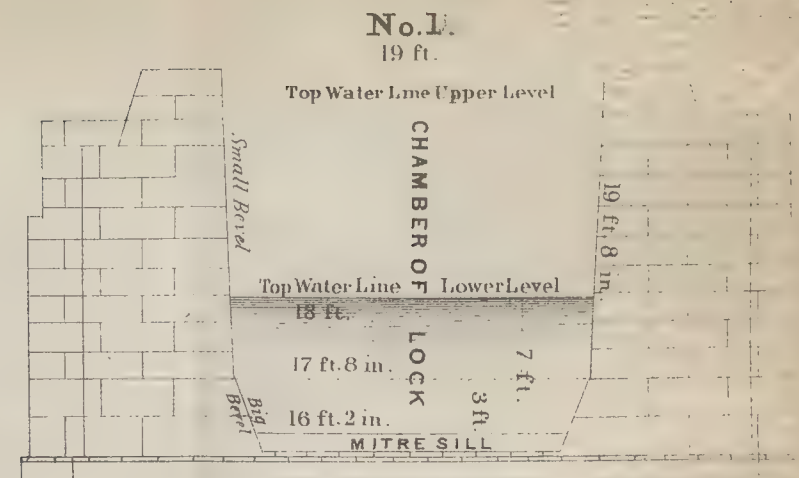 No. 1.
19 ft.
Top Water Line Upper Level
CHAMBER OF LOCK
Small Bevel
19 ft. 8 in.
Top Water Line Lower Level
18 ft.
17 ft. 8 in.
7 ft.
Big Bevel
16 ft. 2 in.
3 ft.
MITRE SILL